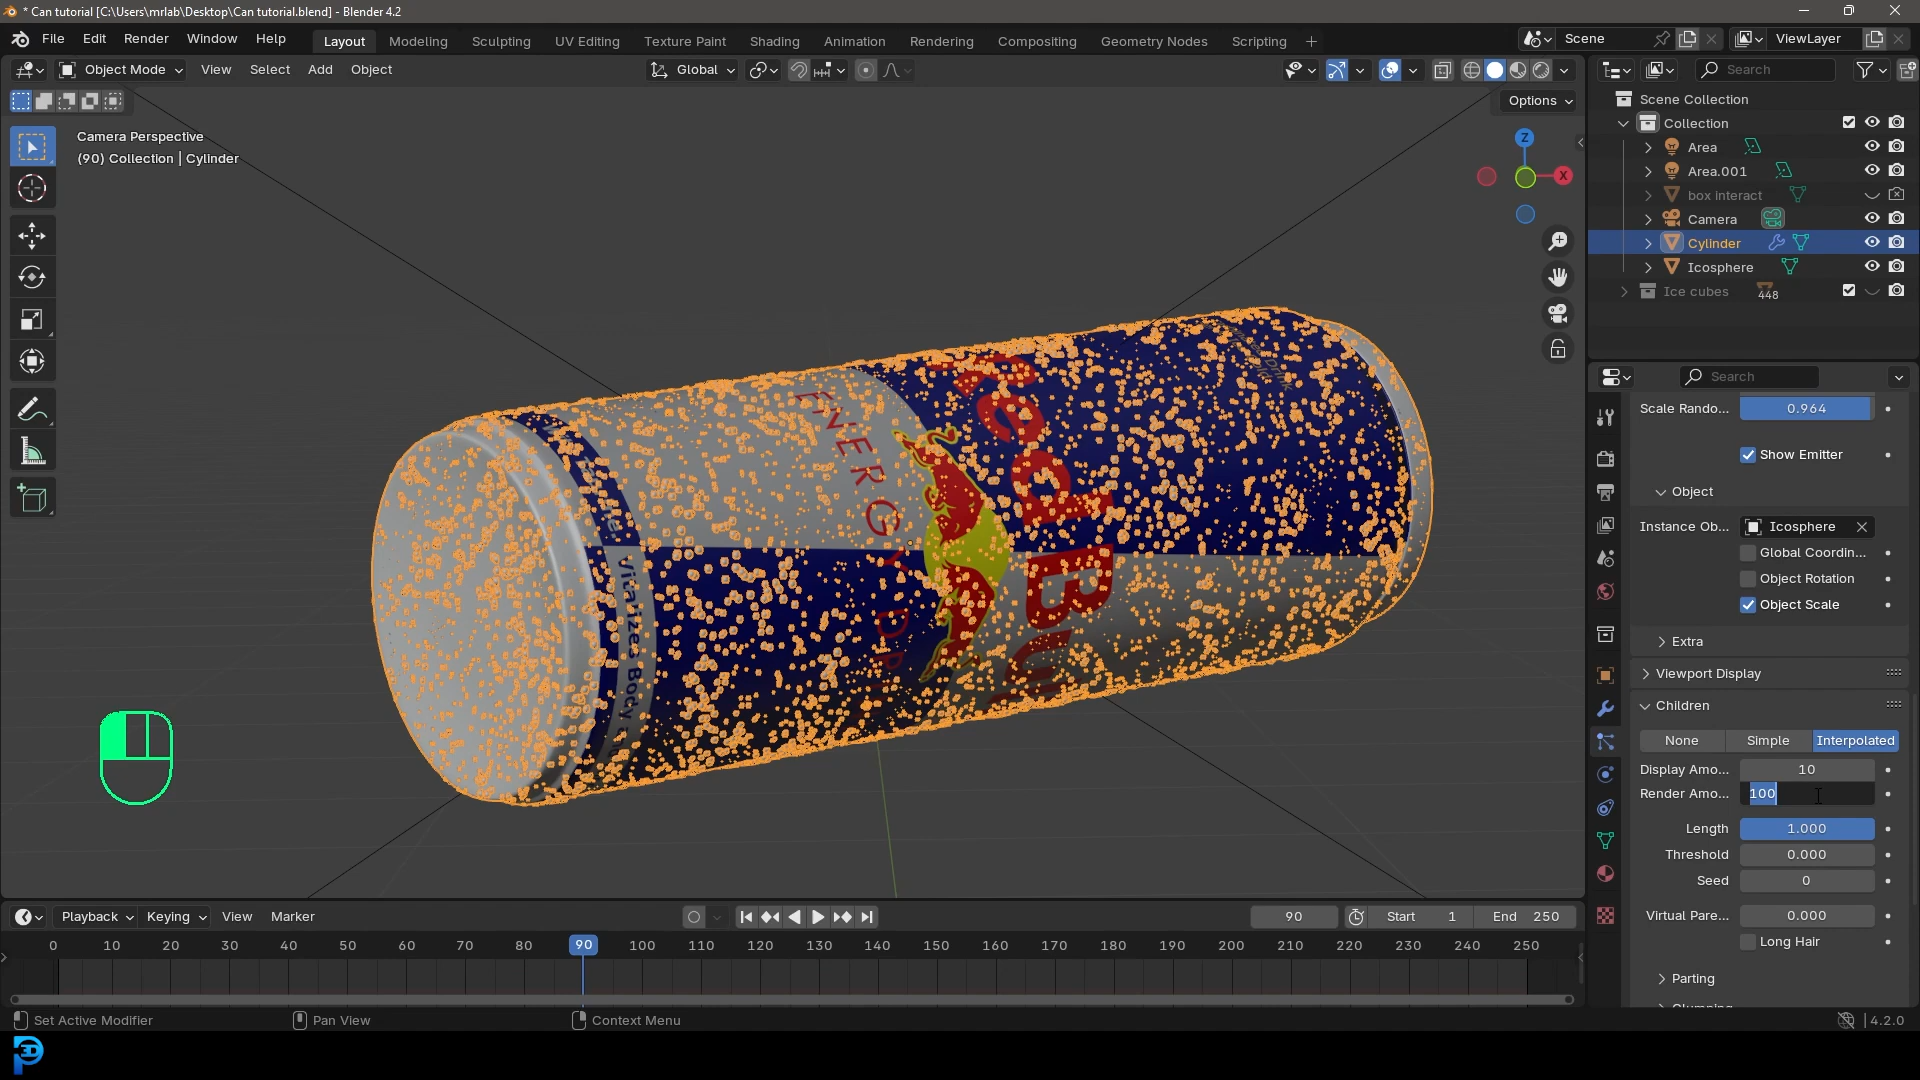 * Can tutorial [C:\Users\mrlab\Desktop\Can tutorial.blend] - Blender 4.2
File Edit Render Window Help
Layout Modeling Sculpting UV Editing Texture Paint Shading Animation Rendering Compositing Geometry Nodes Scripting
Scene
ViewLayer
Object Mode View Select Add Object
Global
Search
Options
Camera Perspective
(90) Collection | Cylinder
Z
X
Scene Collection
Collection
Area
Area.001
box interact
Camera
Cylinder
Icosphere
Ice cubes 448
ENERGY
Red
Bull
Vitalizes Body
Search
Scale Rando... 0.964
Show Emitter
Object
Instance Ob... Icosphere
Global Coordin...
Object Rotation
Object Scale
Extra
Viewport Display
Children
None Simple Interpolated
Display Amo... 10
Render Amo... 100
Length 1.000
Threshold 0.000
Seed 0
Virtual Pare... 0.000
Long Hair
Parting
Clumping
Playback Keying View Marker
90 Start 1 End 250
0 10 20 30 40 50 60 70 80 90 100 110 120 130 140 150 160 170 180 190 200 210 220 230 240 250
Set Active Modifier Pan View Context Menu
4.2.0